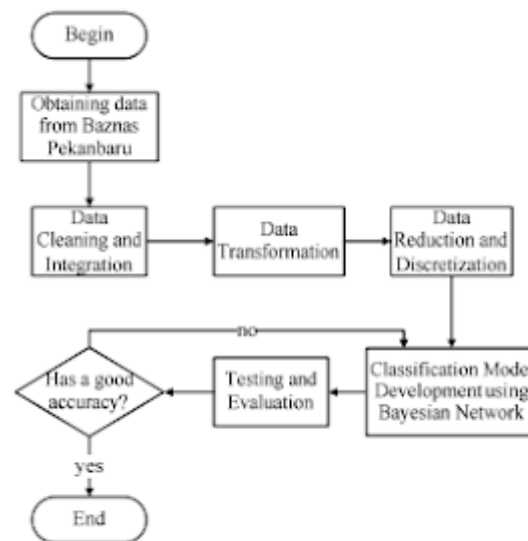 Begin
Obtaining data
from Baznas
Pekanbaru
Data
Cleaning and
Integration
Data
Transformation
Data
Reduction and
Discretization
no
Has a good
accuracy?
Testing and
Evaluation
Classification Mode
Development using
Bayesian Network
yes
End